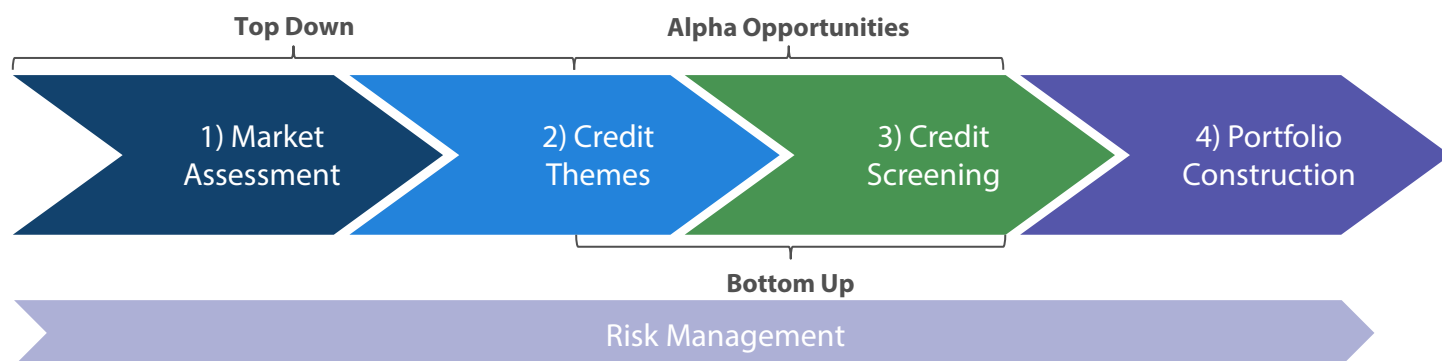 Top Down
Alpha Opportunities
1) Market
Assessment
2) Credit
Themes
3) Credit
Screening
4) Portfolio
Construction
Bottom Up
Risk Management